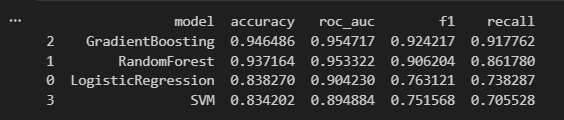 ... model accuracy roc_auc f1 recall
2 GradientBoosting 0.946486 0.954717 0.924217 0.917762
1 RandomForest 0.937164 0.953322 0.906204 0.861780
0 LogisticRegression 0.838270 0.904230 0.763121 0.738287
3 SVM 0.834202 0.894884 0.751568 0.705528